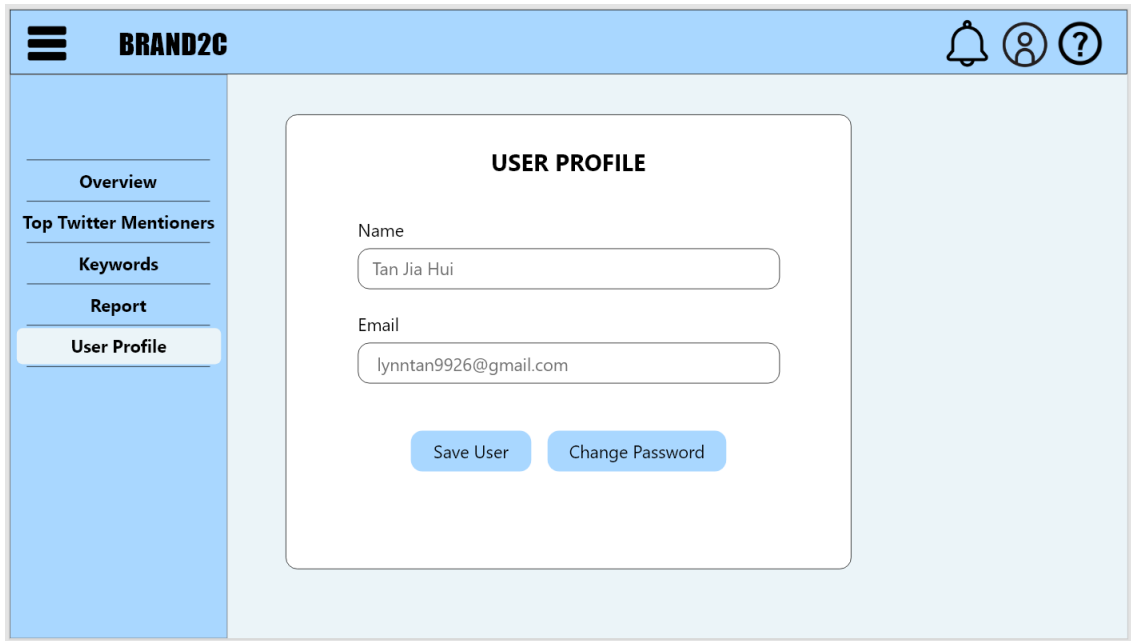 BRAND2C
?
Overview
Top Twitter Mentioners
Keywords
Report
User Profile
USER PROFILE
Name
Tan Jia Hui
Email
lynntan9926@gmail.com
Save User
Change Password